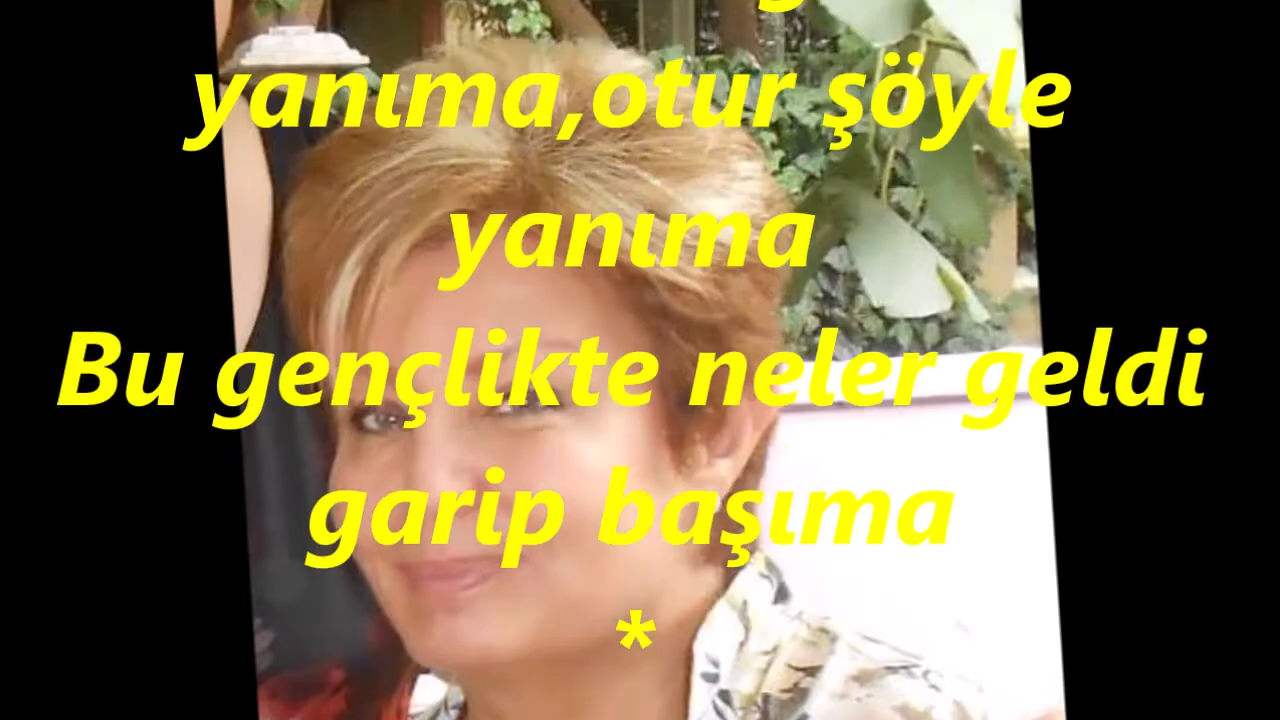 yanıma,otur şöyle
yanıma
Bu gençlikte neler geldi
garip başıma
*